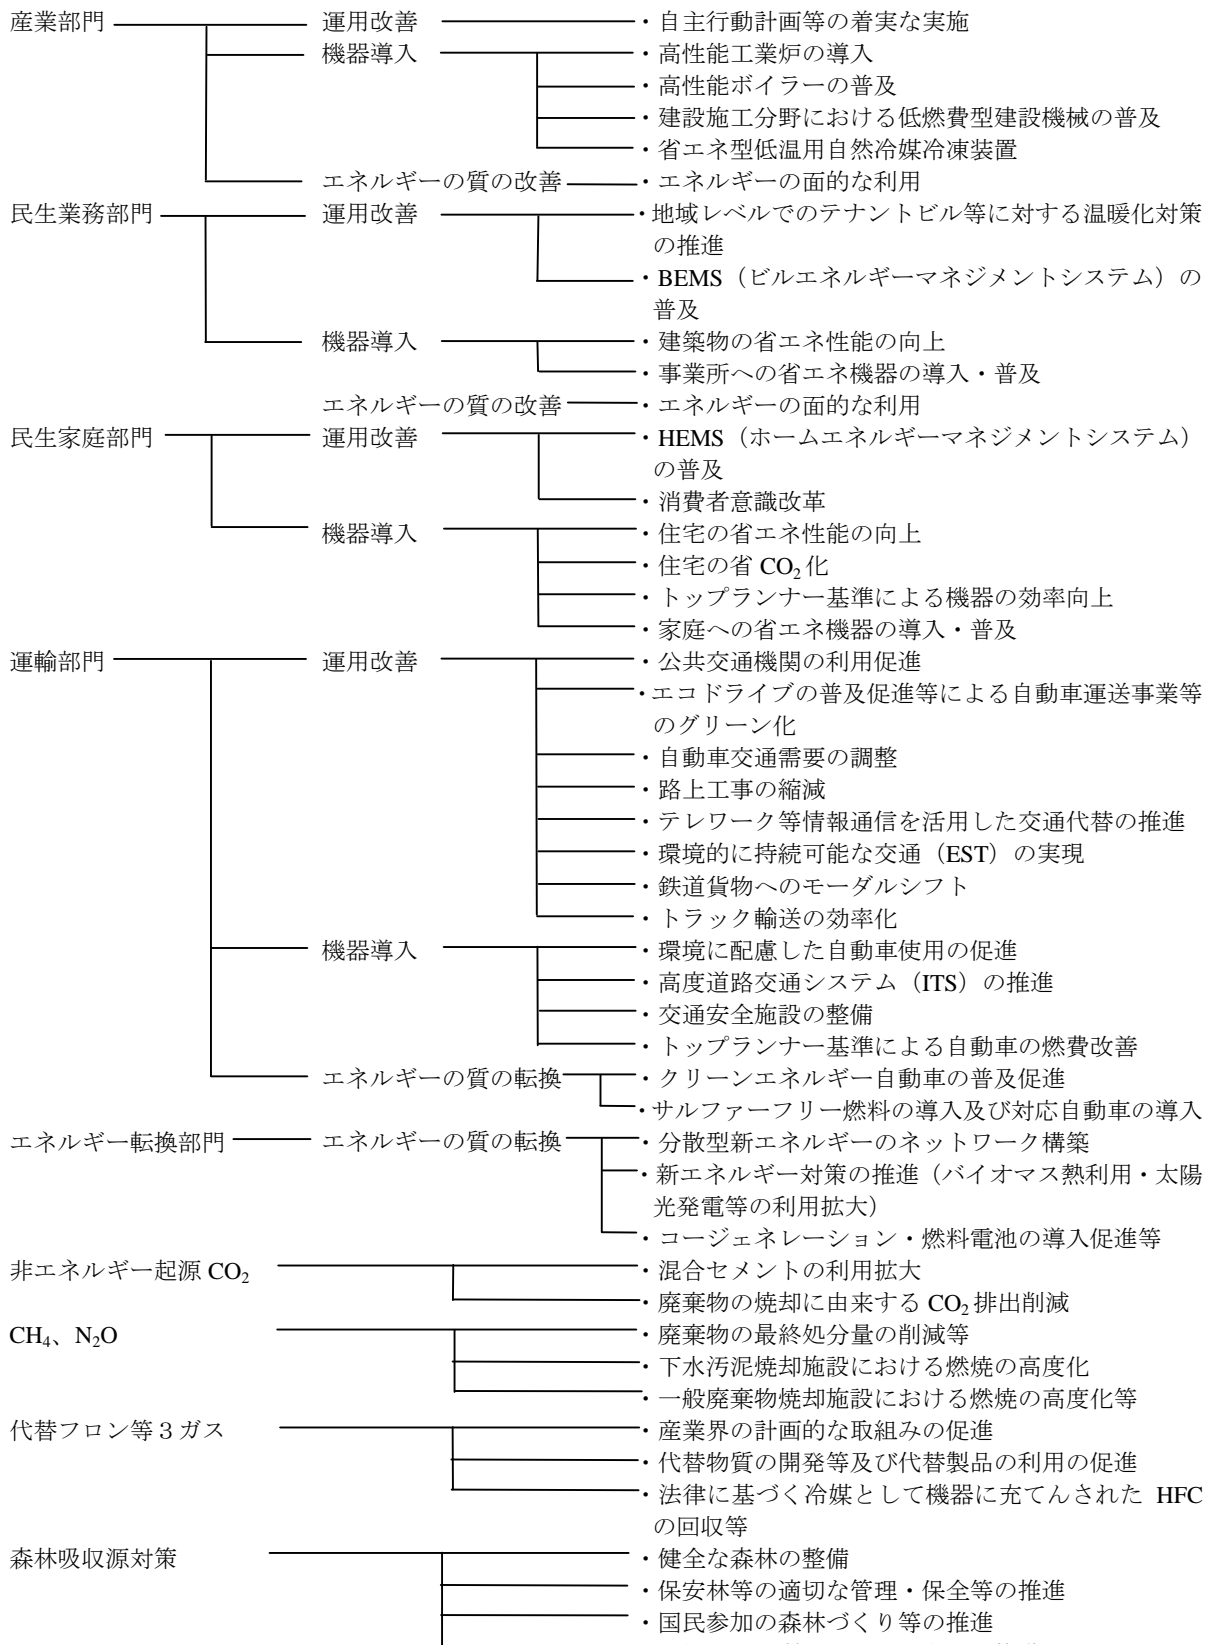 産業部門 運用改善 ・自主行動計画等の着実な実施
機器導入 ・高性能工業炉の導入
・高性能ボイラーの普及
・建設施工分野における低燃費型建設機械の普及
・省エネ型低温用自然冷媒冷凍装置
エネルギーの質の改善 ・エネルギーの面的な利用
民生業務部門 運用改善 ・地域レベルでのテナントビル等に対する温暖化対策
の推進
・BEMS（ビルエネルギーマネジメントシステム）の
普及
機器導入 ・建築物の省エネ性能の向上
・事業所への省エネ機器の導入・普及
エネルギーの質の改善 ・エネルギーの面的な利用
民生家庭部門 運用改善 ・HEMS（ホームエネルギーマネジメントシステム）
の普及
・消費者意識改革
機器導入 ・住宅の省エネ性能の向上
・住宅の省 CO₂化
・トップランナー基準による機器の効率向上
・家庭への省エネ機器の導入・普及
運輸部門 運用改善 ・公共交通機関の利用促進
・エコドライブの普及促進等による自動車運送事業等
のグリーン化
・自動車交通需要の調整
・路上工事の縮減
・テレワーク等情報通信を活用した交通代替の推進
・環境的に持続可能な交通（EST）の実現
・鉄道貨物へのモーダルシフト
・トラック輸送の効率化
機器導入 ・環境に配慮した自動車使用の促進
・高度道路交通システム（ITS）の推進
・交通安全施設の整備
・トップランナー基準による自動車の燃費改善
エネルギーの質の転換 ・クリーンエネルギー自動車の普及促進
・サルファーフリー燃料の導入及び対応自動車の導入
エネルギー転換部門 エネルギーの質の転換 ・分散型新エネルギーのネットワーク構築
・新エネルギー対策の推進（バイオマス熱利用・太陽
光発電等の利用拡大）
・コージェネレーション・燃料電池の導入促進等
非エネルギー起源 CO₂ ・混合セメントの利用拡大
・廃棄物の焼却に由来する CO₂排出削減
CH₄、N₂O ・廃棄物の最終処分量の削減等
・下水汚泥焼却施設における燃焼の高度化
・一般廃棄物焼却施設における燃焼の高度化等
代替フロン等３ガス ・産業界の計画的な取組みの促進
・代替物質の開発等及び代替製品の利用の促進
・法律に基づく冷媒として機器に充てんされた HFC
の回収等
森林吸収源対策 ・健全な森林の整備
・保安林等の適切な管理・保全等の推進
・国民参加の森林づくり等の推進